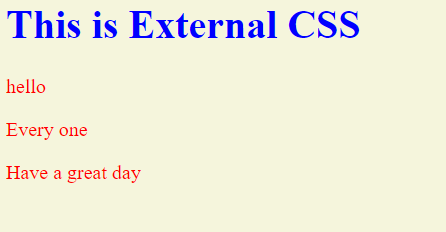 This is External CSS
hello
Every one
Have a great day